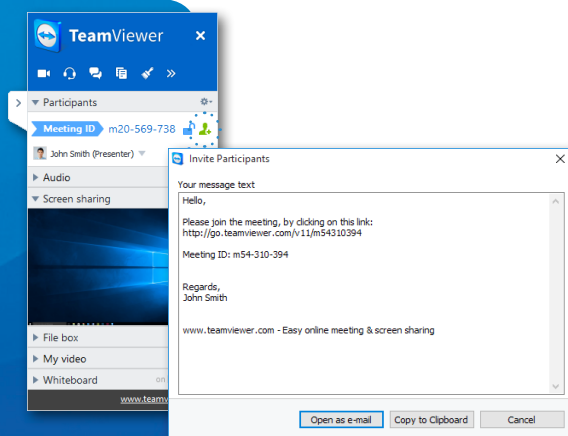 TeamViewer
Participants
Meeting ID m20-569-738
John Smith (Presenter)
Audio
Screen sharing
File box
My video
Whiteboard
on
www.teamv
Invite Participants
Your message text
Hello,
Please join the meeting, by clicking on this link:
http://go.teamviewer.com/v11/m54310394
Meeting ID: m54-310-394
Regards,
John Smith
www.teamviewer.com - Easy online meeting & screen sharing
Open as e-mail
Copy to Clipboard
Cancel